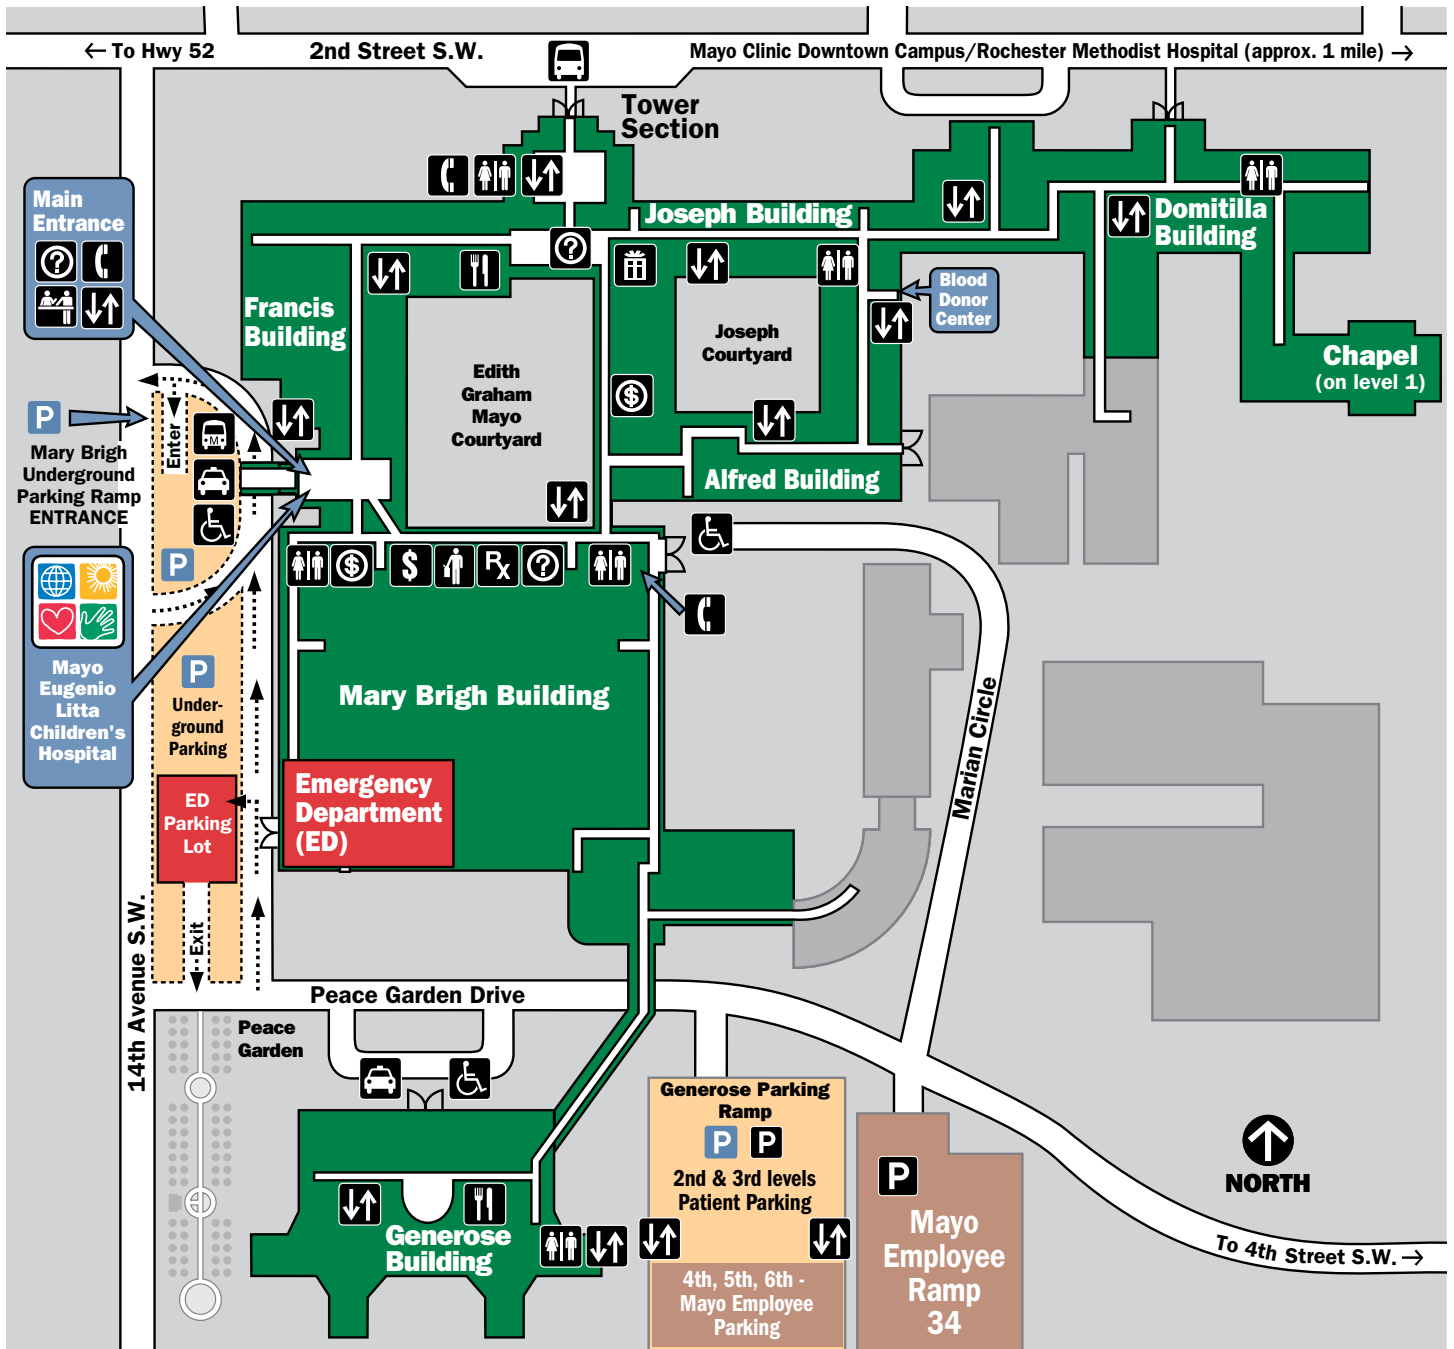 ← To Hwy 52
2nd Street S.W.
Mayo Clinic Downtown Campus/Rochester Methodist Hospital (approx. 1 mile) →
Tower
Section
Main
Entrance
?
Joseph Building
Domitilla
Building
?
Blood
Donor
Center
Francis
Building
Joseph
Courtyard
Chapel
(on level 1)
Edith
Graham
Mayo
Courtyard
$
P
Enter
M
Mary Brigh
Underground
Parking Ramp
ENTRANCE
Alfred Building
P
$
$
Rx
?
Mayo
Eugenio
Litta
Children's
Hospital
P
Under-
ground
Parking
Mary Brigh Building
Marian Circle
Emergency
Department
(ED)
ED
Parking
Lot
Exit
14th Avenue S.W.
Peace Garden Drive
Peace
Garden
Generose Parking
Ramp
P
P
2nd & 3rd levels
Patient Parking
4th, 5th, 6th -
Mayo Employee
Parking
P
Mayo
Employee
Ramp
34
Generose
Building
NORTH
To 4th Street S.W. →